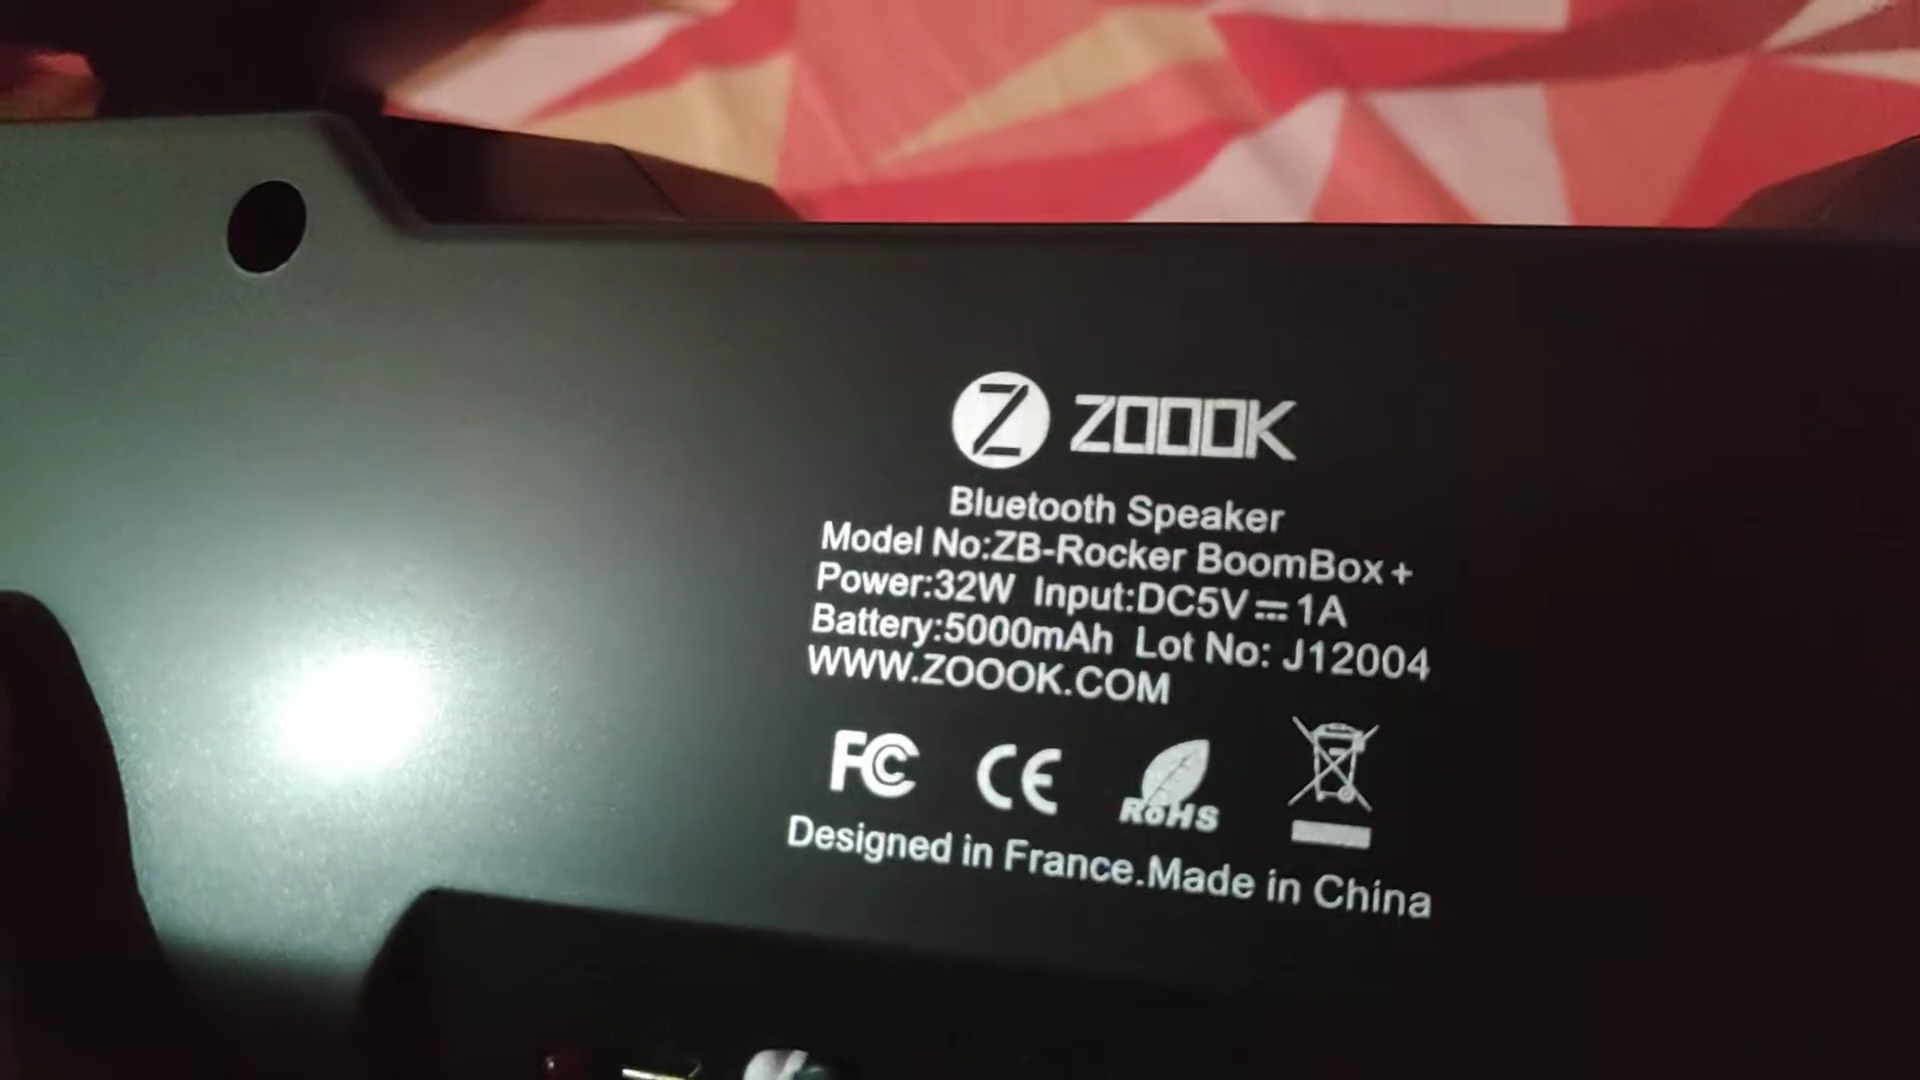 Z ZOOOK
Bluetooth Speaker
Model No:ZB-Rocker BoomBox+
Power:32W Input:DC5V⎓1A
Battery:5000mAh Lot No: J12004
WWW.ZOOOK.COM
FC CE RoHS
Designed in France.Made in China